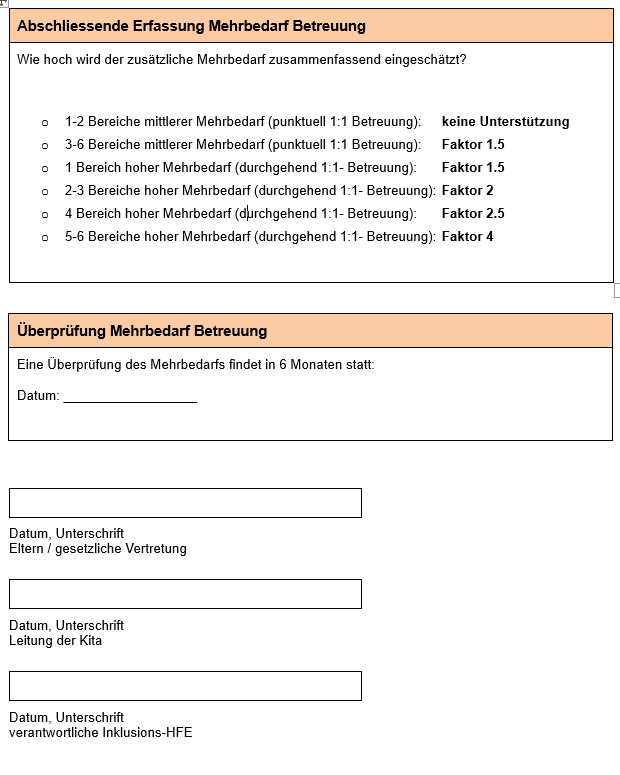 Abschliessende Erfassung Mehrbedarf Betreuung
Wie hoch wird der zusätzliche Mehrbedarf zusammenfassend eingeschätzt?
o 1-2 Bereiche mittlerer Mehrbedarf (punktuell 1:1 Betreuung): keine Unterstützung
o 3-6 Bereiche mittlerer Mehrbedarf (punktuell 1:1 Betreuung): Faktor 1.5
o 1 Bereich hoher Mehrbedarf (durchgehend 1:1- Betreuung): Faktor 1.5
o 2-3 Bereiche hoher Mehrbedarf (durchgehend 1:1- Betreuung): Faktor 2
o 4 Bereich hoher Mehrbedarf (durchgehend 1:1- Betreuung): Faktor 2.5
o 5-6 Bereiche hoher Mehrbedarf (durchgehend 1:1- Betreuung): Faktor 4
Überprüfung Mehrbedarf Betreuung
Eine Überprüfung des Mehrbedarfs findet in 6 Monaten statt:
Datum: __________________
Datum, Unterschrift
Eltern / gesetzliche Vertretung
Datum, Unterschrift
Leitung der Kita
Datum, Unterschrift
verantwortliche Inklusions-HFE